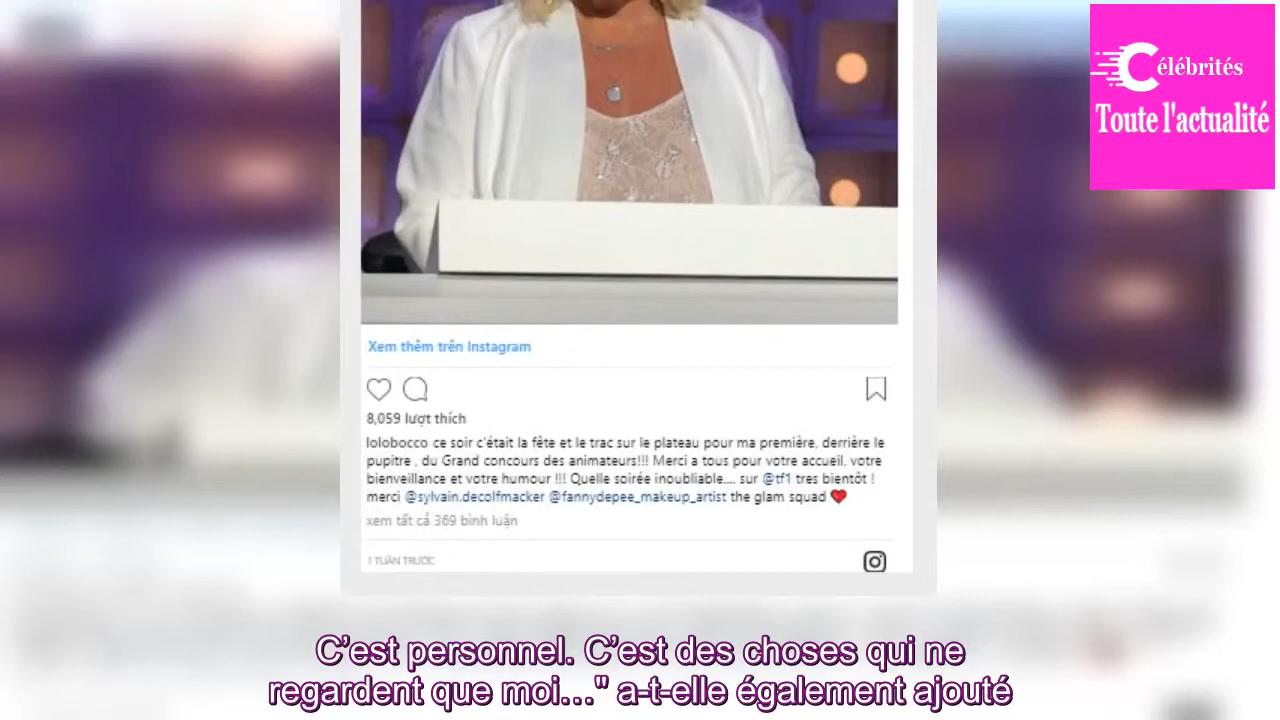 Célébrités
Toute l'actualité
Xem thêm trên Instagram
8,059 lượt thích
lolobocco ce soir c'était la fête et le trac sur le plateau pour ma première, derrière le
pupitre , du Grand concours des animateurs!!! Merci a tous pour votre accueil, votre
bienveillance et votre humour !!! Quelle soirée inoubliable.... sur @tf1 tres bientôt !
merci @sylvain.decolfmacker @fannydepee_makeup_artist the glam squad ❤
xem tất cả 369 bình luận
1 TUẦN TRƯỚC
C’est personnel. C’est des choses qui ne
regardent que moi…" a-t-elle également ajouté